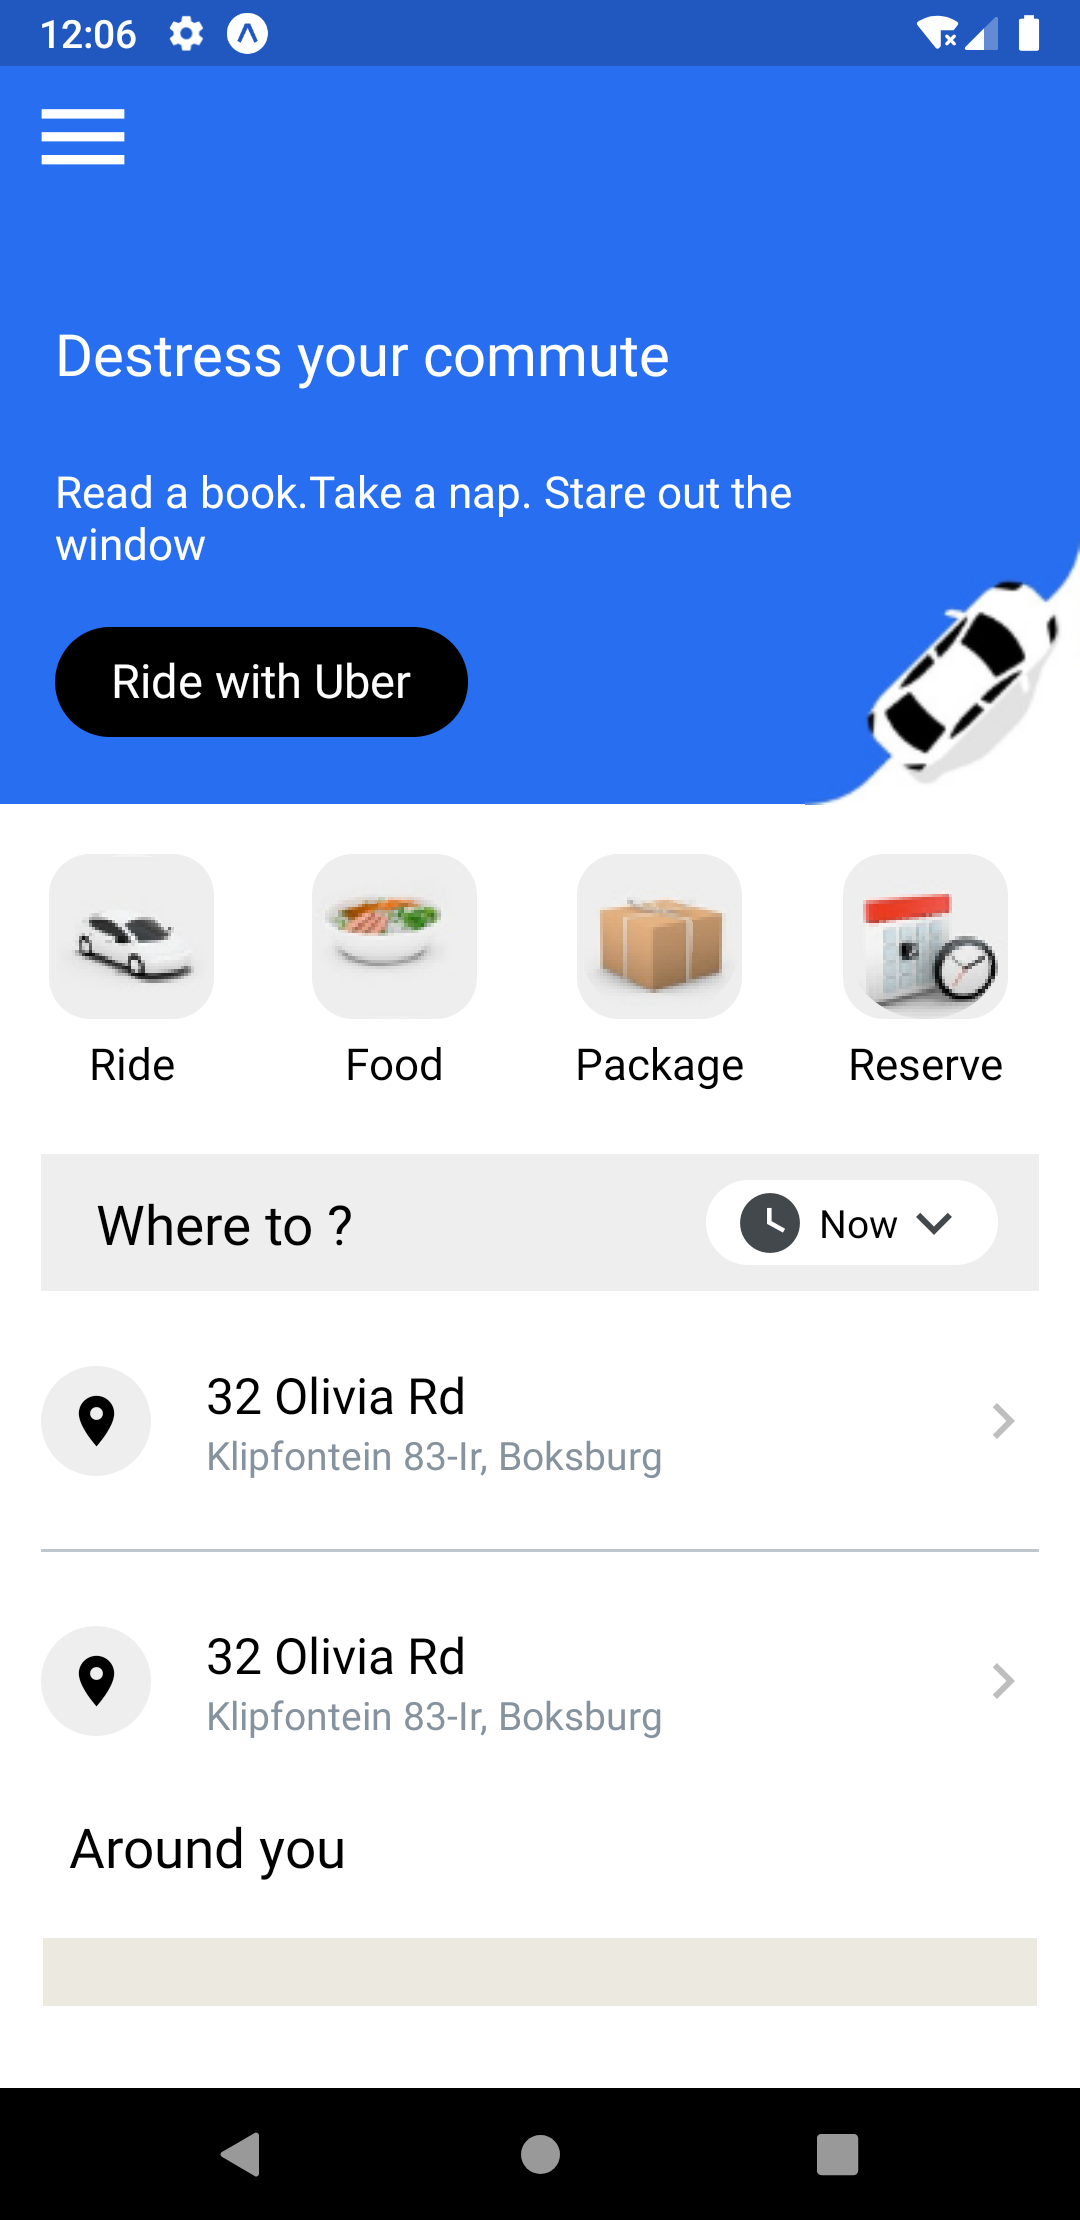 12:06
Destress your commute
Read a book.Take a nap. Stare out the
window
Ride with Uber
Ride
Food
Package
Reserve
Where to ?
Now
32 Olivia Rd
Klipfontein 83-Ir, Boksburg
32 Olivia Rd
Klipfontein 83-Ir, Boksburg
Around you